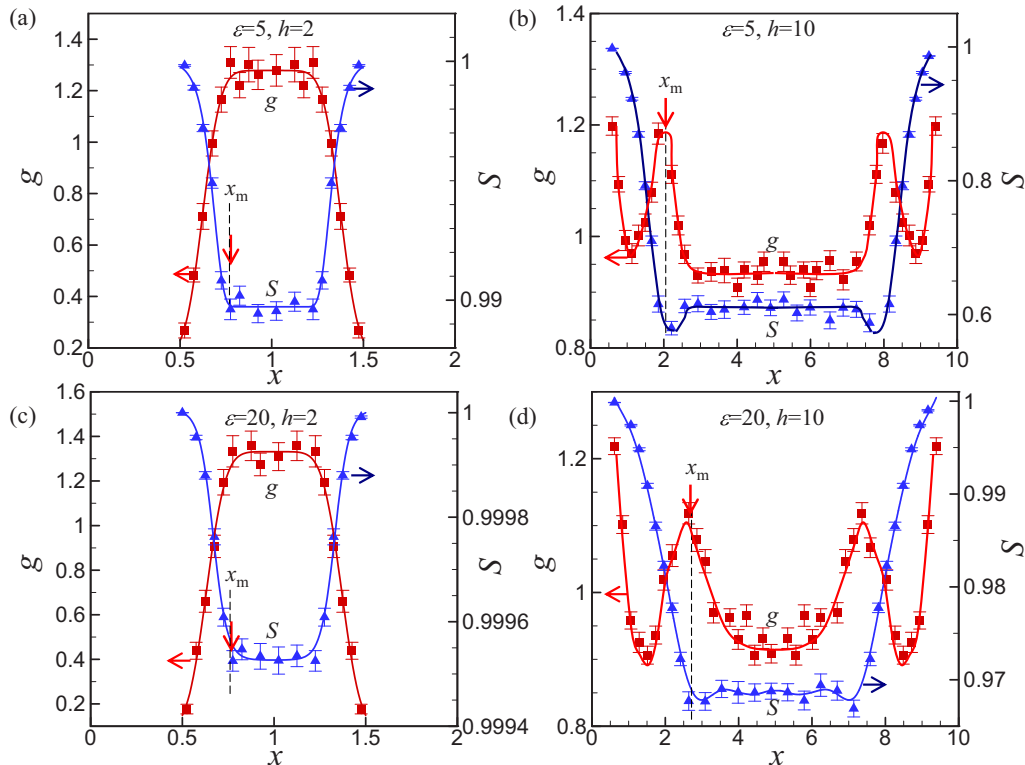 (a)
ε=5, h=2
1.4
1.2
1
0.8
0.6
0.4
0.2
g
1
0.99
S
g
x_m
S
0
0.5
1
1.5
2
x
(b)
ε=5, h=10
1.4
1.2
1
0.8
g
1
0.8
0.6
S
x_m
g
S
0
2
4
6
8
10
x
(c)
ε=20, h=2
1.6
1.4
1.2
1
0.8
0.6
0.4
0.2
g
1
0.9998
0.9996
0.9994
S
g
x_m
S
0
0.5
1
1.5
2
x
(d)
ε=20, h=10
1.2
1
0.8
g
1
0.99
0.98
0.97
S
x_m
g
S
0
2
4
6
8
10
x